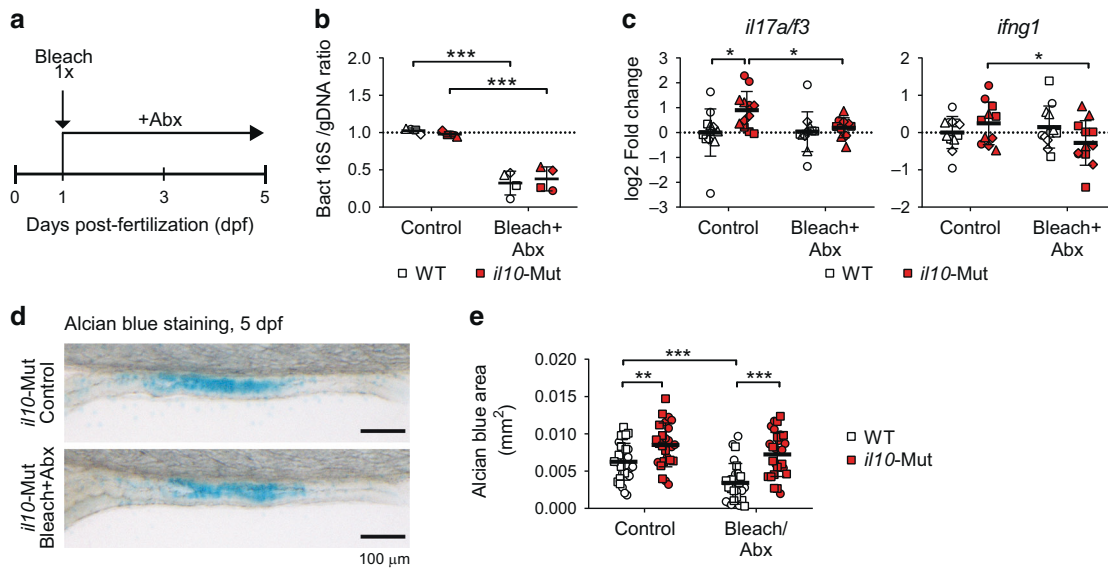 a
Bleach
1x
+Abx
0 1 3 5
Days post-fertilization (dpf)
b
Bact 16S /gDNA ratio
2.0
1.5
1.0
0.5
0.0
***
***
Control
Bleach+
Abx
WT il10-Mut
c
il17a/f3
log2 Fold change
4
3
2
1
0
–1
–2
–3
* *
Control
Bleach+
Abx
ifng1
2
1
0
–1
–2
*
Control
Bleach+
Abx
WT il10-Mut
d
Alcian blue staining, 5 dpf
il10-Mut
Control
il10-Mut
Bleach+Abx
100 μm
e
Alcian blue area
(mm²)
0.020
0.015
0.010
0.005
0.000
***
** ***
Control
Bleach/
Abx
WT
il10-Mut